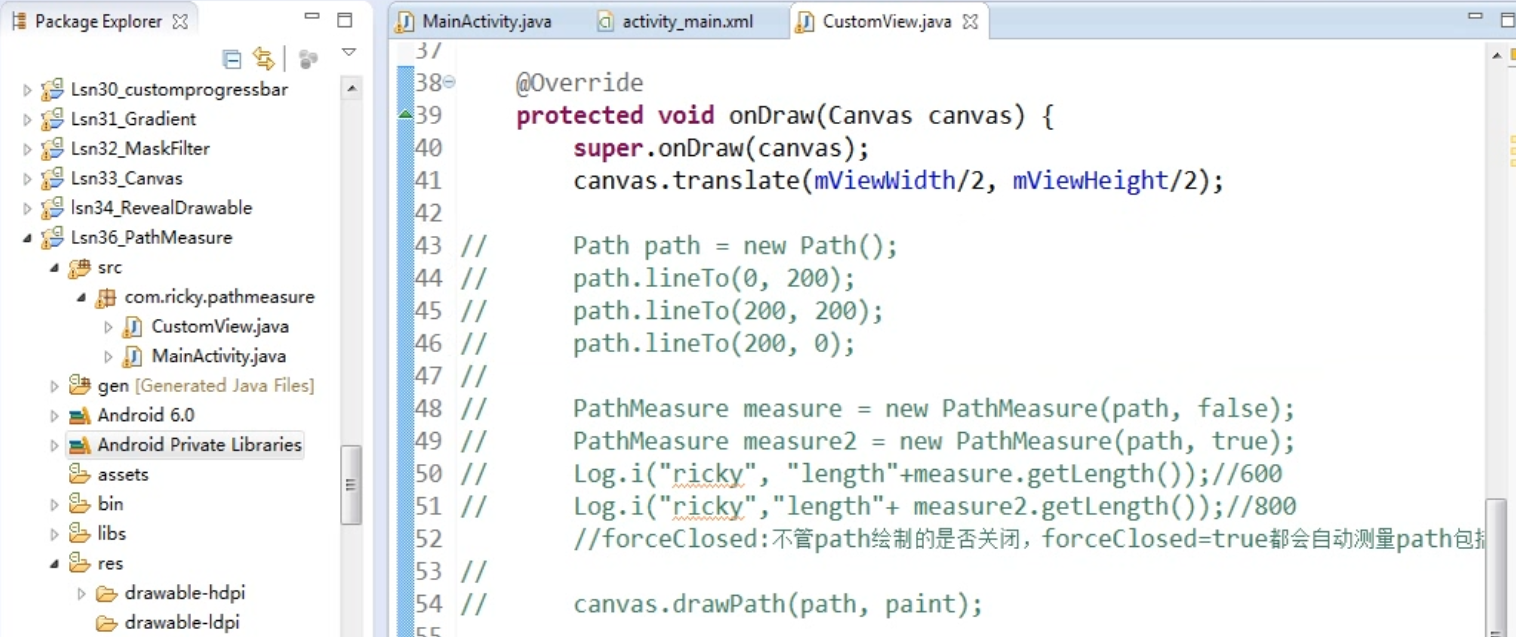 Package Explorer
Lsn30_customprogressbar
Lsn31_Gradient
Lsn32_MaskFilter
Lsn33_Canvas
lsn34_RevealDrawable
Lsn36_PathMeasure
src
com.ricky.pathmeasure
CustomView.java
MainActivity.java
gen [Generated Java Files]
Android 6.0
Android Private Libraries
assets
bin
libs
res
drawable-hdpi
drawable-ldpi
MainActivity.java activity_main.xml CustomView.java
37
38 @Override
39 protected void onDraw(Canvas canvas) {
40 super.onDraw(canvas);
41 canvas.translate(mViewWidth/2, mViewHeight/2);
42
43 // Path path = new Path();
44 // path.lineTo(0, 200);
45 // path.lineTo(200, 200);
46 // path.lineTo(200, 0);
47 //
48 // PathMeasure measure = new PathMeasure(path, false);
49 // PathMeasure measure2 = new PathMeasure(path, true);
50 // Log.i("ricky", "length"+measure.getLength());//600
51 // Log.i("ricky","length"+ measure2.getLength());//800
52 //forceClosed:不管path绘制的是否关闭，forceClosed=true都会自动测量path包括
53 //
54 // canvas.drawPath(path, paint);
55